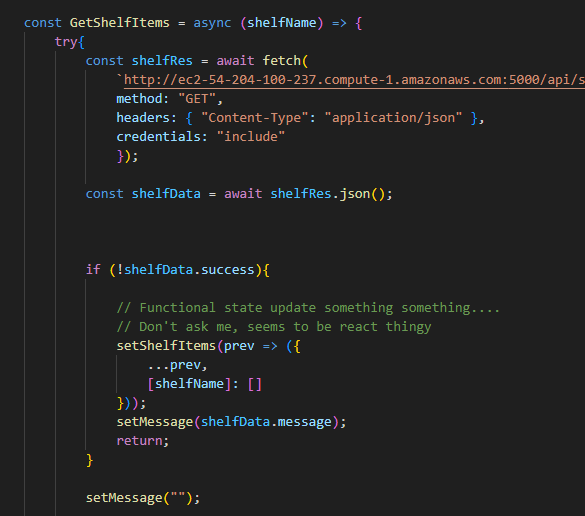 const GetShelfItems = async (shelfName) => {
try{
const shelfRes = await fetch(
`http://ec2-54-204-100-237.compute-1.amazonaws.com:5000/api/s
method: "GET",
headers: { "Content-Type": "application/json" },
credentials: "include"
});
const shelfData = await shelfRes.json();
if (!shelfData.success){
// Functional state update something something....
// Don't ask me, seems to be react thingy
setShelfItems(prev => ({
...prev,
[shelfName]: []
}));
setMessage(shelfData.message);
return;
}
setMessage("");